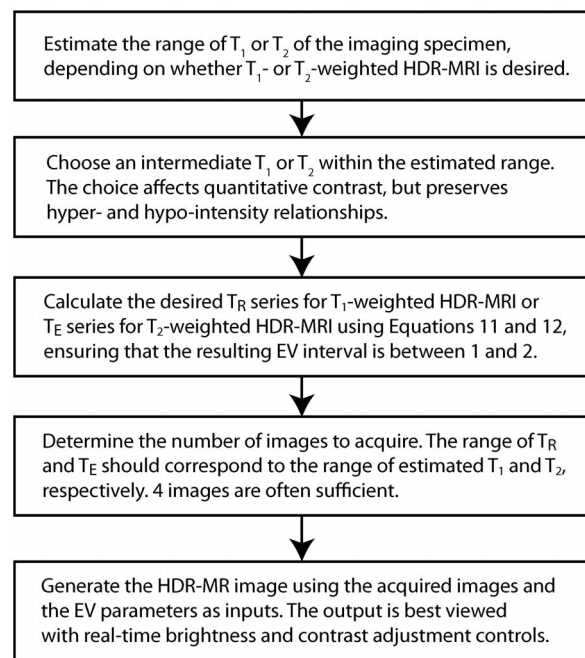 Estimate the range of T₁ or T₂ of the imaging specimen,
depending on whether T₁- or T₂-weighted HDR-MRI is desired.
Choose an intermediate T₁ or T₂ within the estimated range.
The choice affects quantitative contrast, but preserves
hyper- and hypo-intensity relationships.
Calculate the desired TR series for T₁-weighted HDR-MRI or
TE series for T₂-weighted HDR-MRI using Equations 11 and 12,
ensuring that the resulting EV interval is between 1 and 2.
Determine the number of images to acquire. The range of TR
and TE should correspond to the range of estimated T₁ and T₂,
respectively. 4 images are often sufficient.
Generate the HDR-MR image using the acquired images and
the EV parameters as inputs. The output is best viewed
with real-time brightness and contrast adjustment controls.